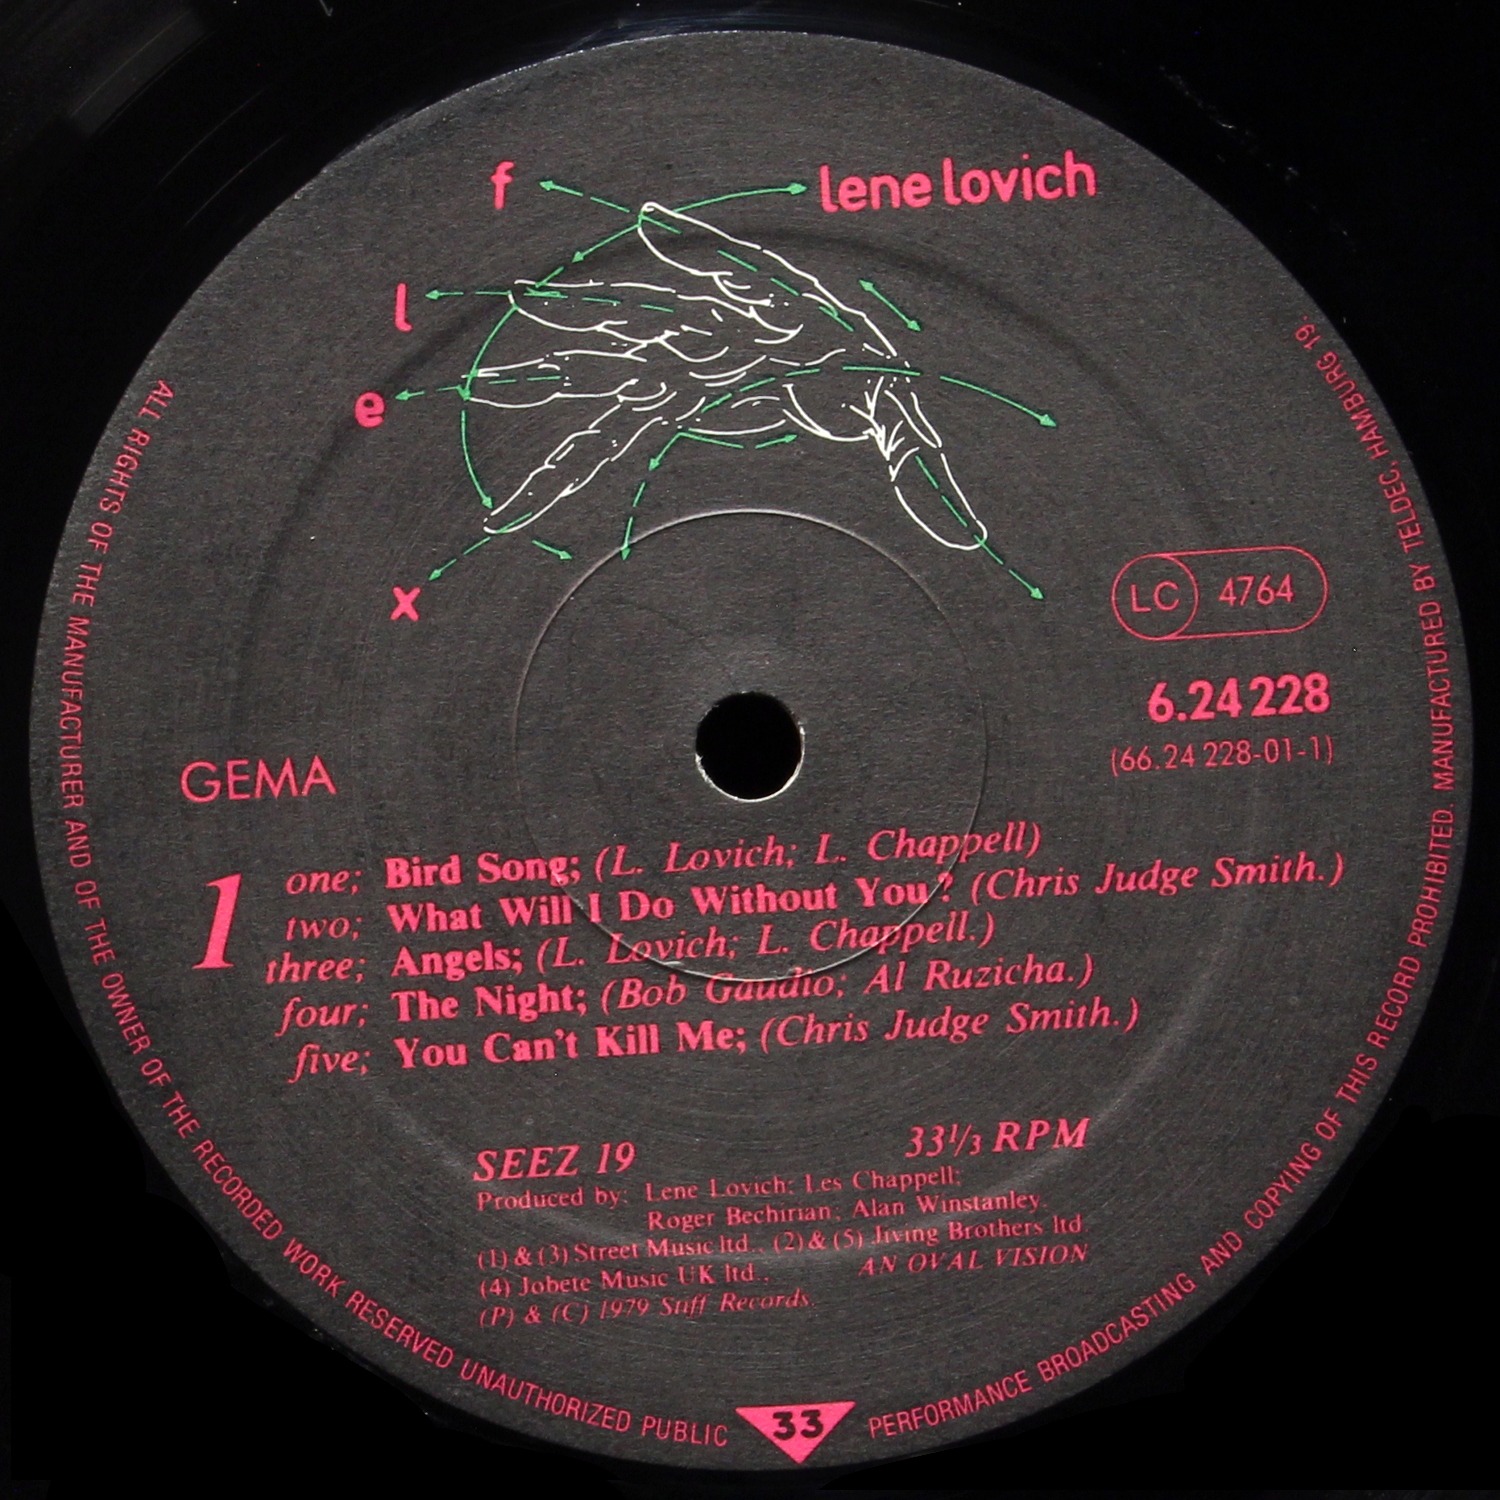 f
lene lovich
l
e
x
LC 4764
6.24 228
(66.24 228-01-1)
GEMA
1
one; Bird Song; (L. Lovich; L. Chappell)
two; What Will I Do Without You? (Chris Judge Smith.)
three; Angels; (L. Lovich; L. Chappell.)
four; The Night; (Bob Gaudio; Al Ruzicha.)
five; You Can't Kill Me; (Chris Judge Smith.)
SEEZ 19
33 1/3 RPM
Produced by: Lene Lovich; Les Chappell;
Roger Bechirian; Alan Winstanley.
(1) & (3) Street Music ltd., (2) & (5) Jiving Brothers ltd
(4) Jobete Music UK ltd., AN OVAL VISION
(P) & (C) 1979 Stiff Records.
33
ALL RIGHTS OF THE MANUFACTURER AND OF THE OWNER OF THE RECORDED WORK RESERVED UNAUTHORIZED PUBLIC PERFORMANCE BROADCASTING AND COPYING OF THIS RECORD PROHIBITED. MANUFACTURED BY TELDEC, HAMBURG 19.